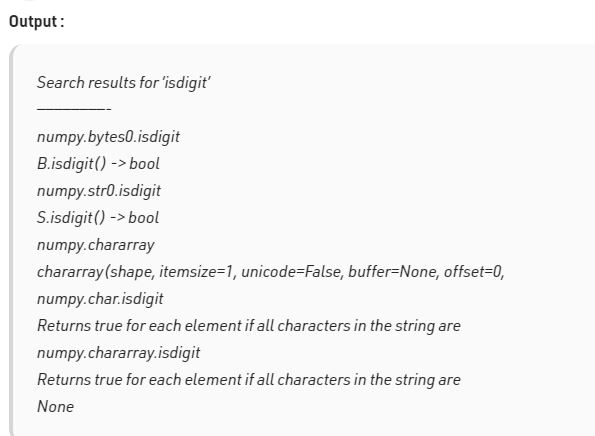 Output :
Search results for 'isdigit'
—————————-
numpy.bytes0.isdigit
B.isdigit() -> bool
numpy.str0.isdigit
S.isdigit() -> bool
numpy.chararray
chararray(shape, itemsize=1, unicode=False, buffer=None, offset=0,
numpy.char.isdigit
Returns true for each element if all characters in the string are
numpy.chararray.isdigit
Returns true for each element if all characters in the string are
None